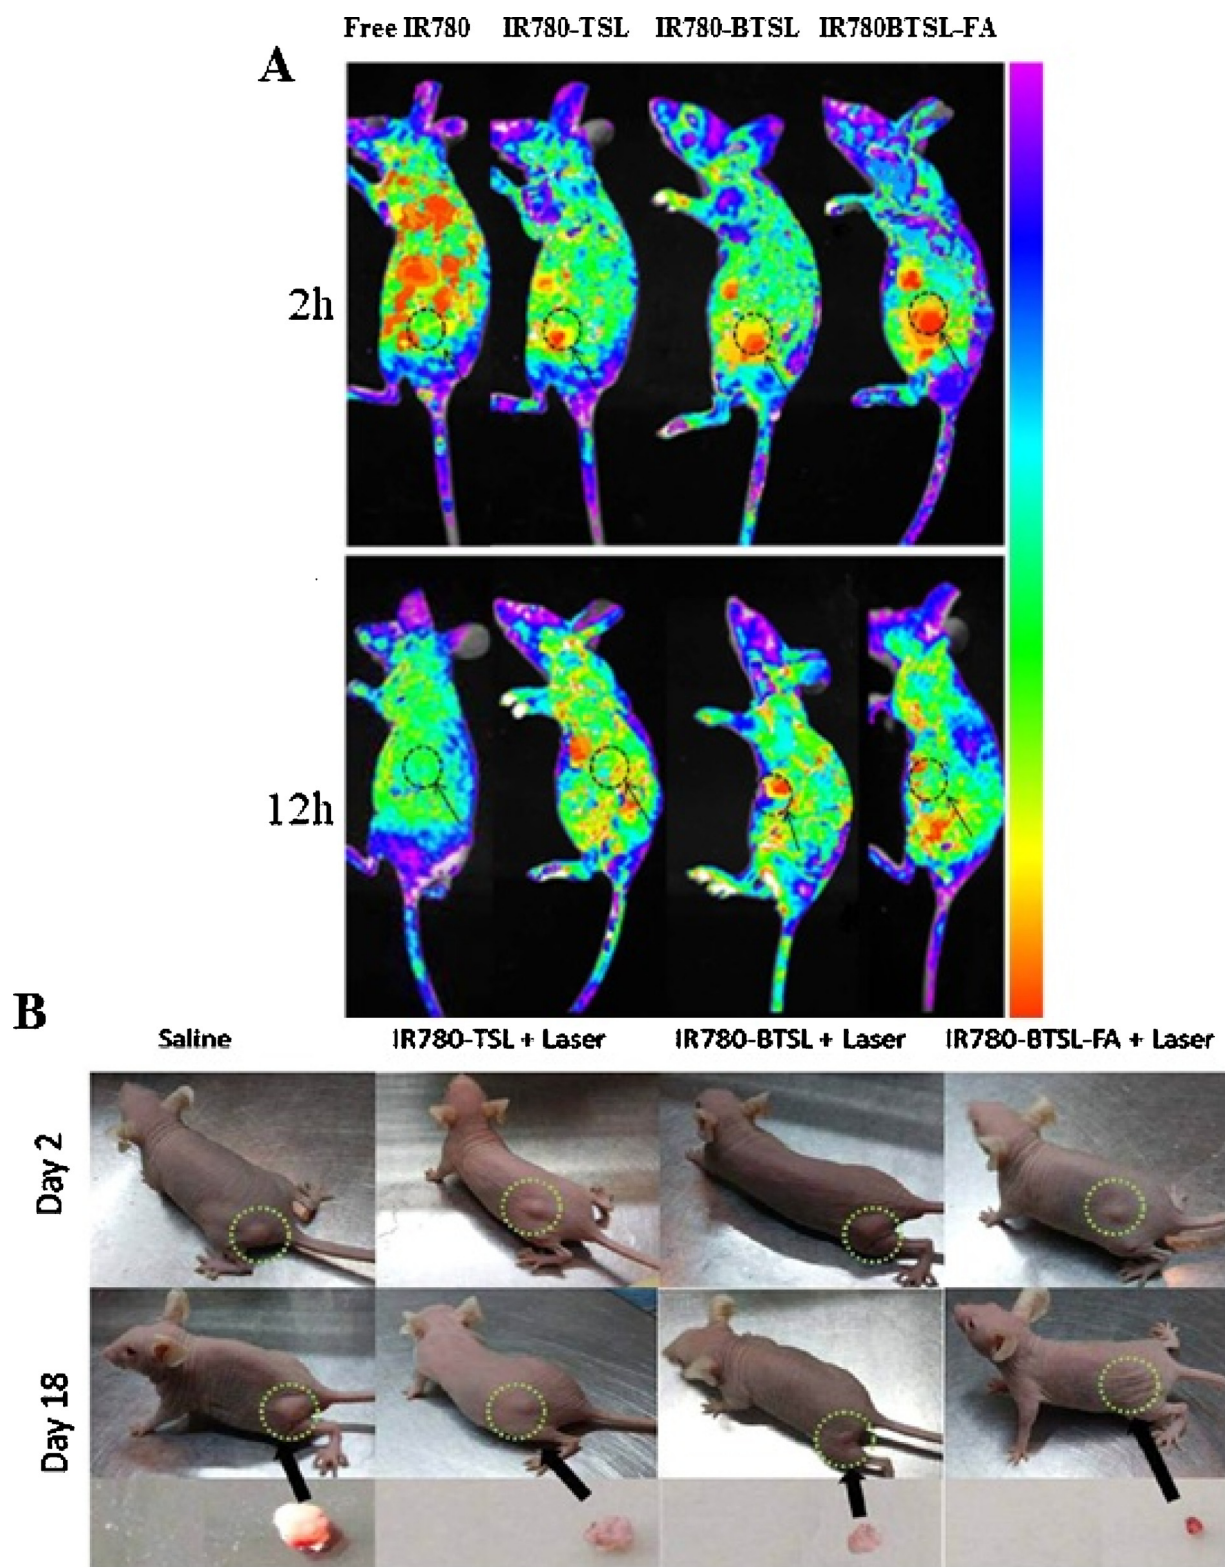 Free IR780 IR780-TSL IR780-BTSL IR780BTSL-FA
A
2h
12h
B
Saline IR780-TSL + Laser IR780-BTSL + Laser IR780-BTSL-FA + Laser
Day 2
Day 18